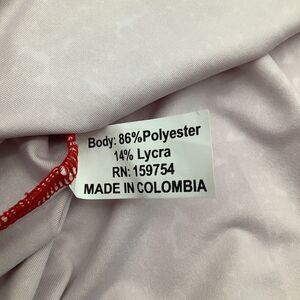 Body: 86%Polyester
14% Lycra
RN: 159754
MADE IN COLOMBIA